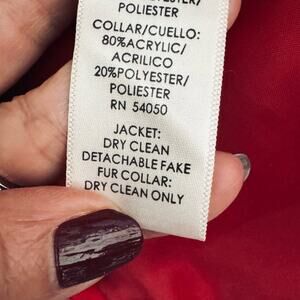 POLIESTER
COLLAR/CUELLO:
80%ACRYLIC/
ACRILICO
20%POLYESTER/
POLIESTER
RN 54050
JACKET:
DRY CLEAN
DETACHABLE FAKE
FUR COLLAR:
DRY CLEAN ONLY